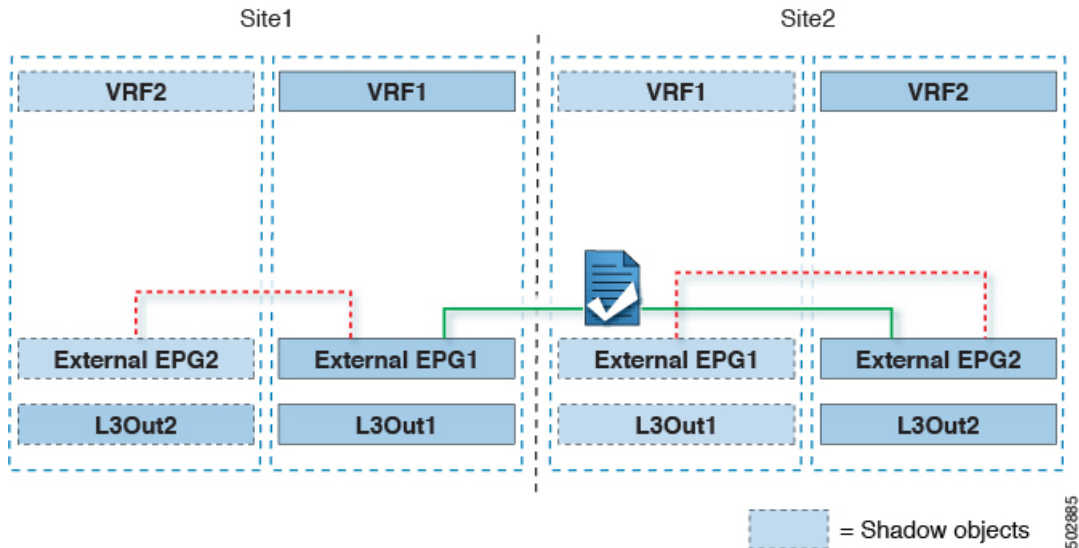 Site1
Site2
VRF2
VRF1
VRF1
VRF2
External EPG2
External EPG1
External EPG1
External EPG2
L3Out2
L3Out1
L3Out1
L3Out2
= Shadow objects
502885